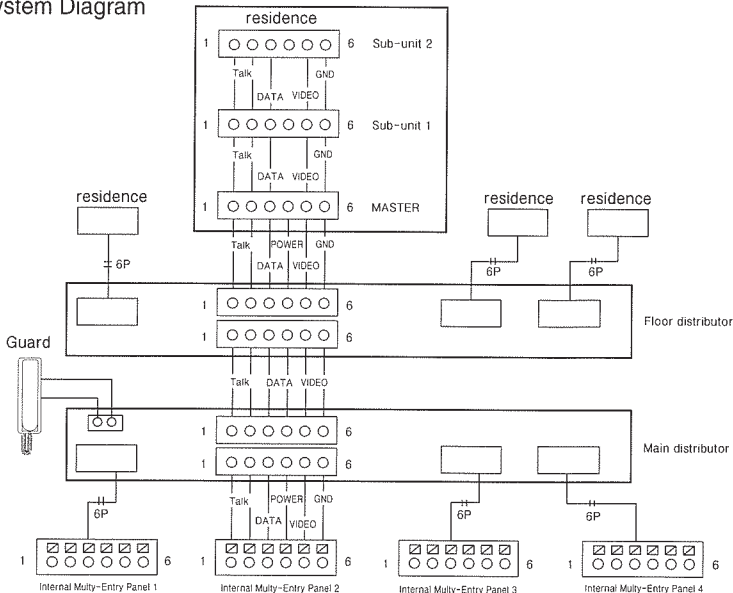 ystem Diagram
residence
1 6 Sub-unit 2
Talk GND
DATA VIDEO
1 6 Sub-unit 1
Talk GND
DATA VIDEO
1 6 MASTER
residence residence residence
Talk POWER GND
DATA VIDEO
6P 6P 6P
1 6
1 6
Floor distributor
Guard
Talk DATA VIDEO
1 6
1 6
Main distributor
Talk POWER GND
DATA VIDEO
6P 6P 6P
1 6 1 6 1 6 1 6
Internal Multy-Entry Panel 1 Internal Multy-Entry Panel 2 Internal Multy-Entry Panel 3 Internal Multy-Entry Panel 4